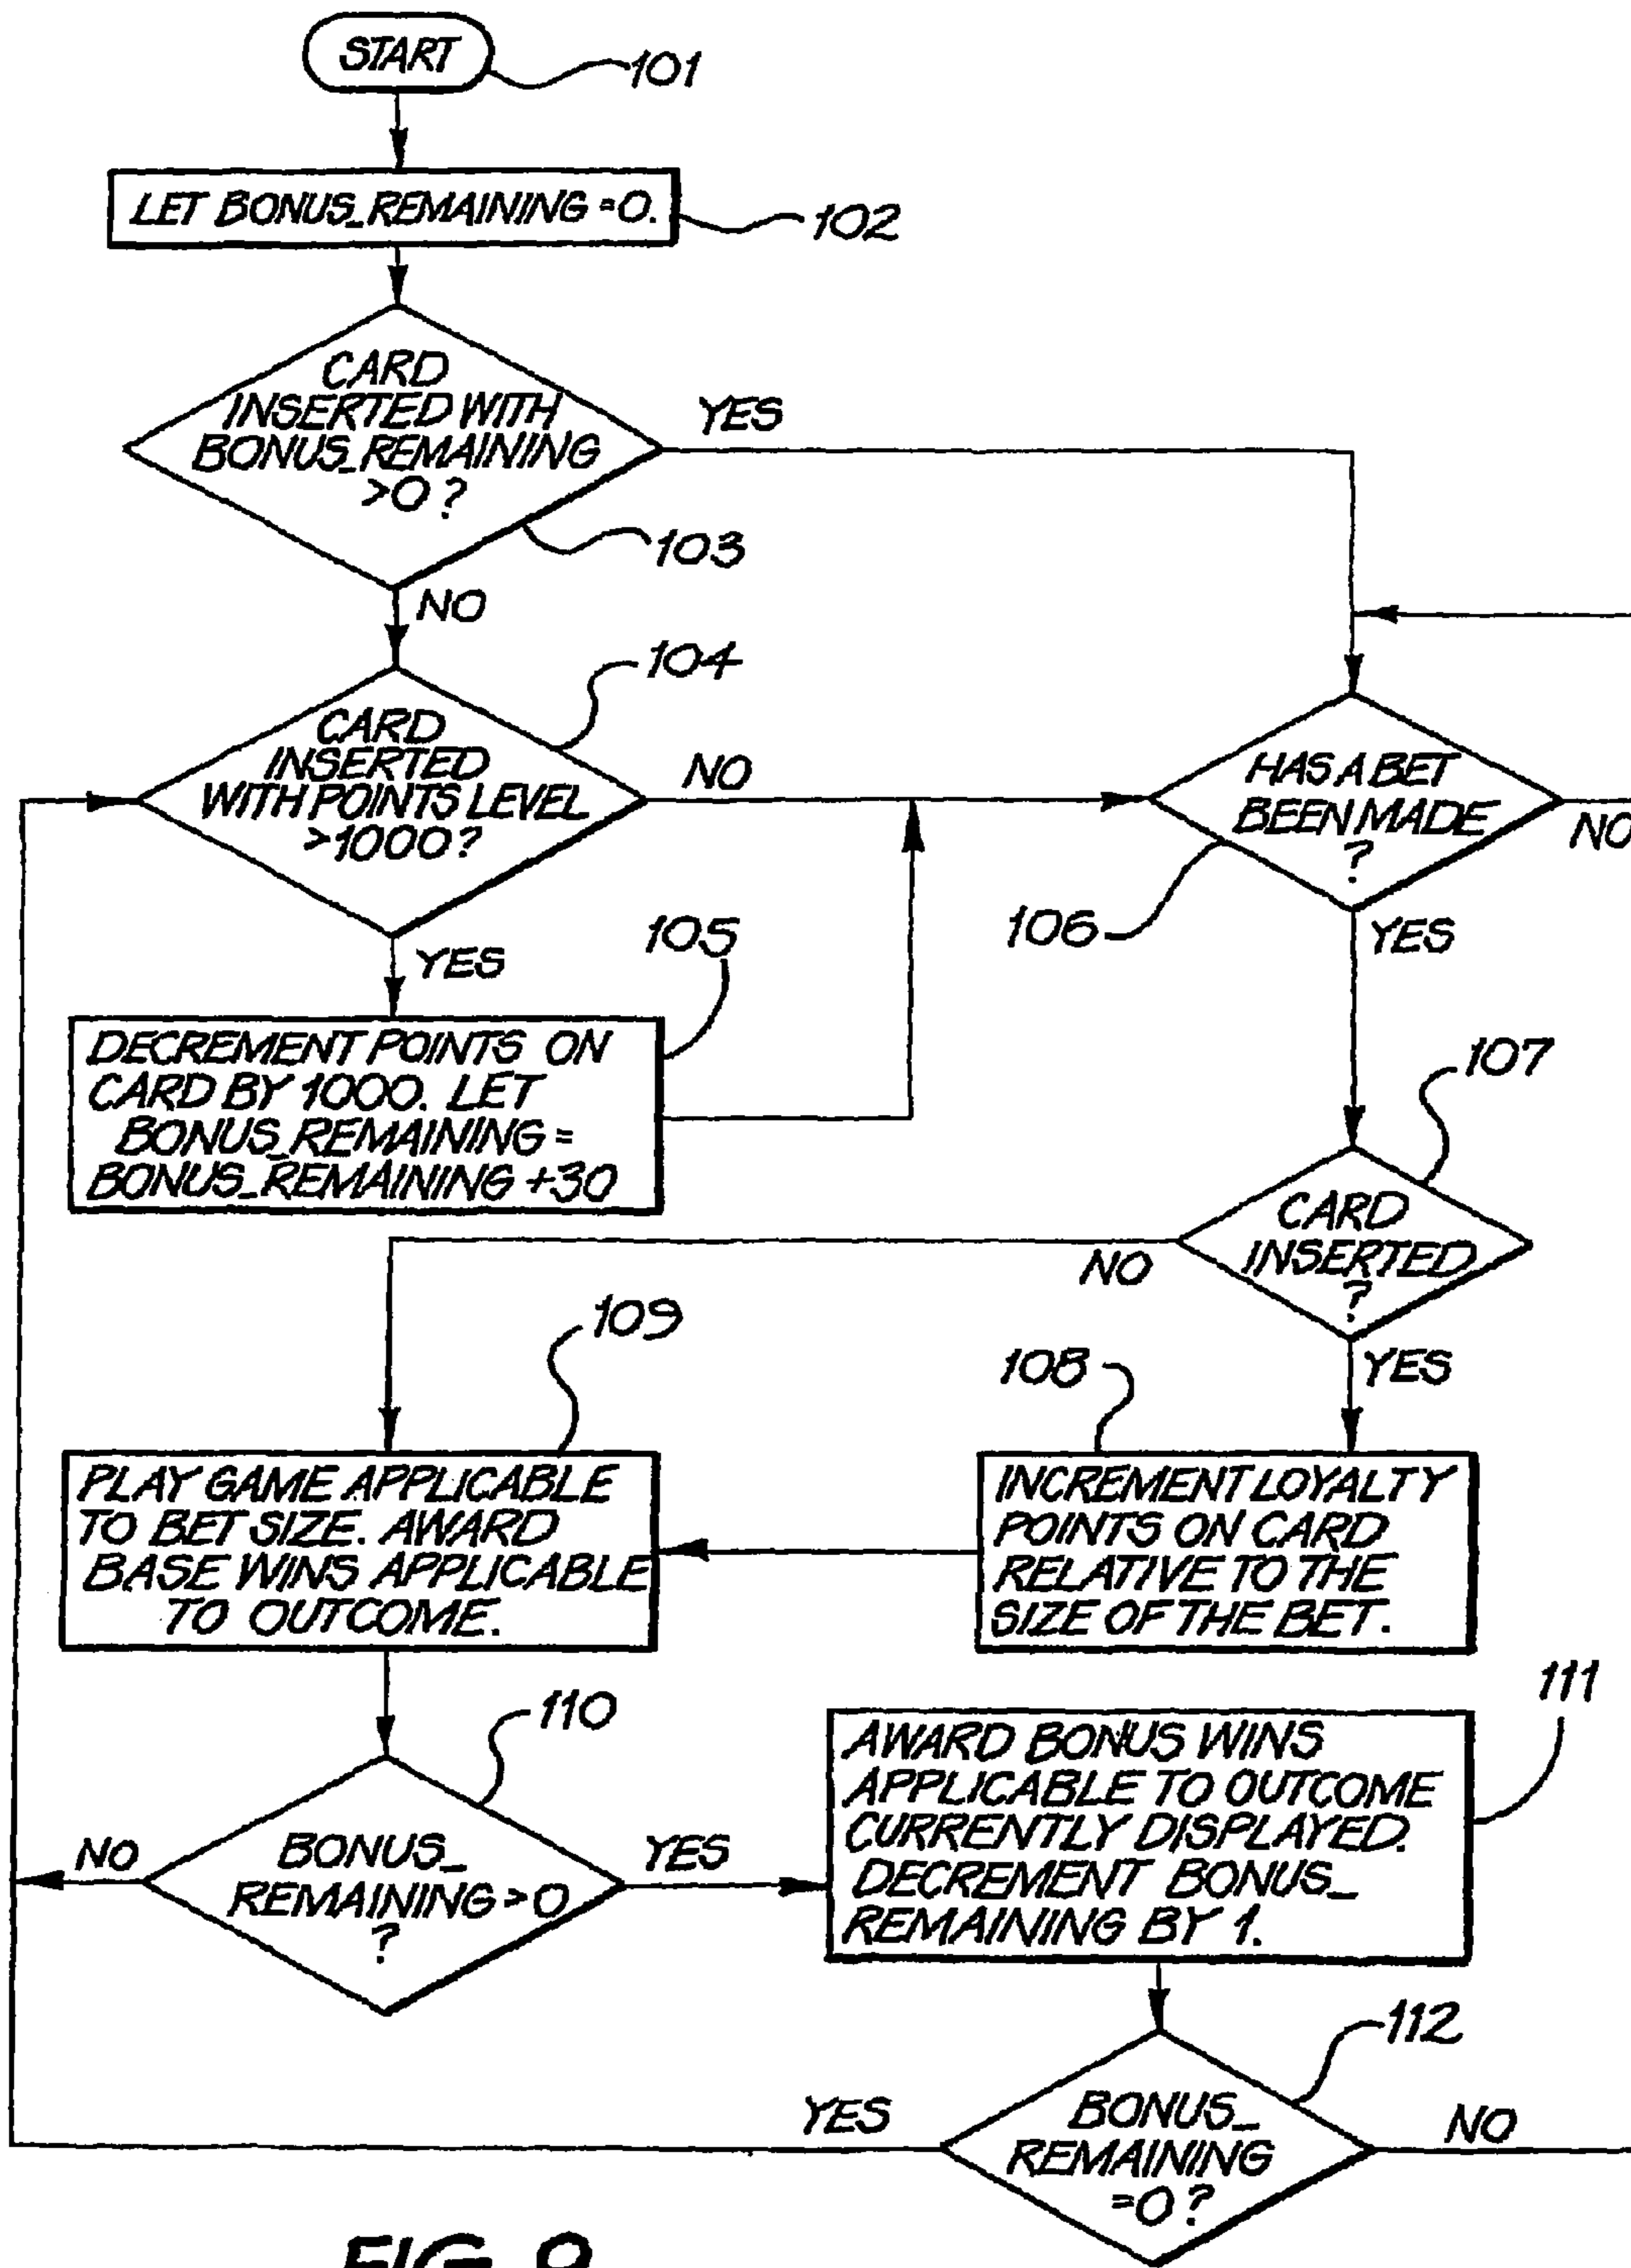 START
101
LET BONUS_REMAINING =0.
102
CARD
INSERTED WITH
BONUS_REMAINING
>0?
YES
103
NO
104
CARD
INSERTED
WITH POINTS LEVEL
>1000?
NO
HAS A BET
BEEN MADE
?
NO
106
YES
YES
105
DECREMENT POINTS ON
CARD BY 1000. LET
BONUS_REMAINING =
BONUS_REMAINING +30
107
CARD
INSERTED
?
NO
109
108
YES
PLAY GAME APPLICABLE
TO BET SIZE. AWARD
BASE WINS APPLICABLE
TO OUTCOME.
INCREMENT LOYALTY
POINTS ON CARD
RELATIVE TO THE
SIZE OF THE BET.
110
111
NO
BONUS_
REMAINING >0
?
YES
AWARD BONUS WINS
APPLICABLE TO OUTCOME
CURRENTLY DISPLAYED.
DECREMENT BONUS_
REMAINING BY 1.
112
YES
BONUS_
REMAINING
=0?
NO
FIG. 9